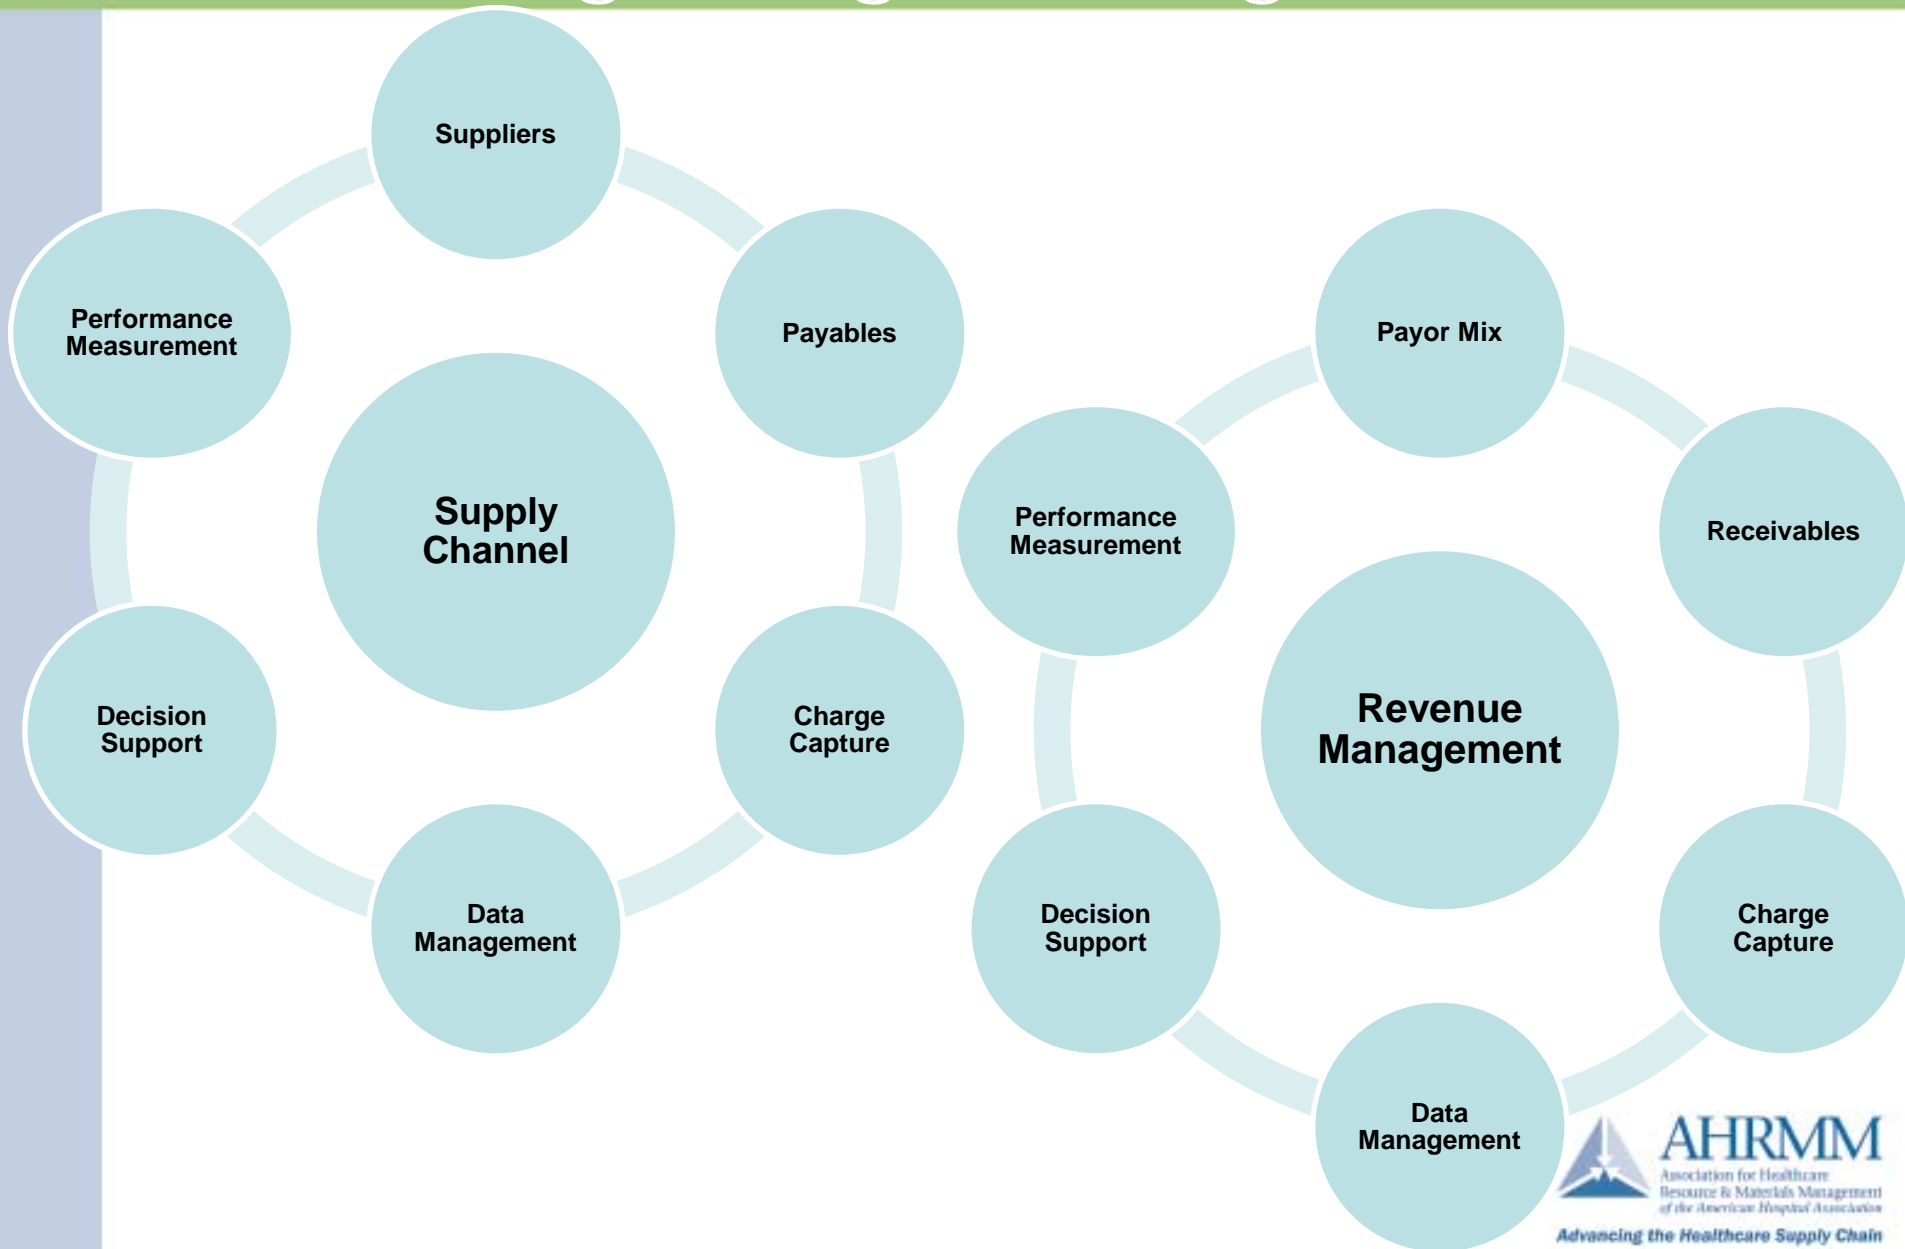 Suppliers
Performance
Measurement
Payables
Supply
Channel
Decision
Support
Charge
Capture
Data
Management
Payor Mix
Performance
Measurement
Receivables
Revenue
Management
Decision
Support
Charge
Capture
Data
Management
AHRMM
Association for Healthcare
Resource & Materials Management
of the American Hospital Association
Advancing the Healthcare Supply Chain